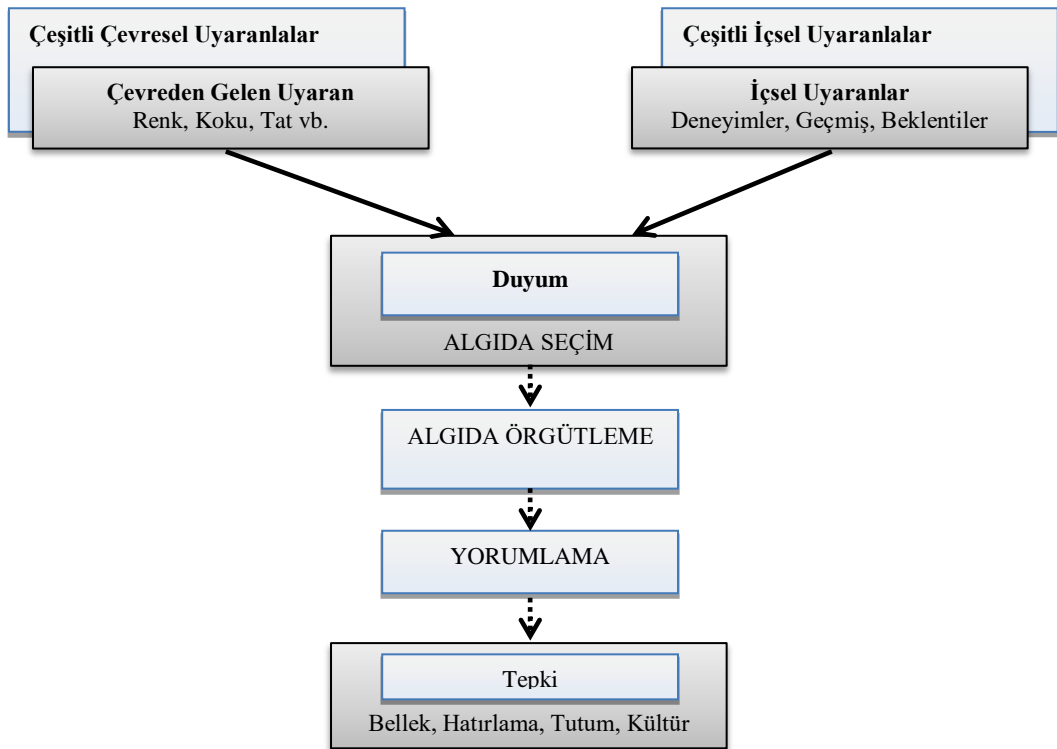 Çeşitli Çevresel Uyaranlalar
Çevreden Gelen Uyaran
Renk, Koku, Tat vb.
Çeşitli İçsel Uyaranlalar
İçsel Uyaranlar
Deneyimler, Geçmiş, Beklentiler
Duyum
ALGIDA SEÇİM
ALGIDA ÖRGÜTLEME
YORUMLAMA
Tepki
Bellek, Hatırlama, Tutum, Kültür